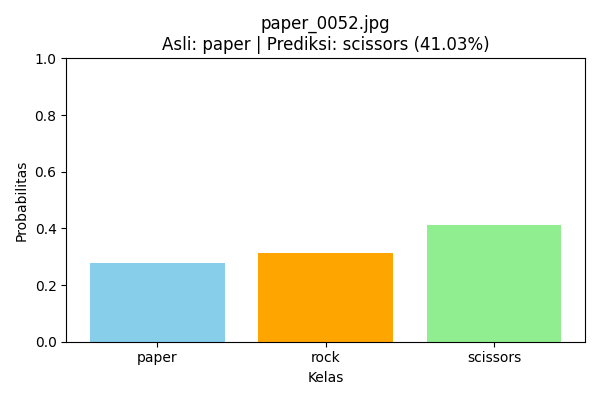 paper_0052.jpg
Asli: paper | Prediksi: scissors (41.03%)
1.0
0.8
0.6
0.4
0.2
0.0
Probabilitas
paper rock scissors
Kelas